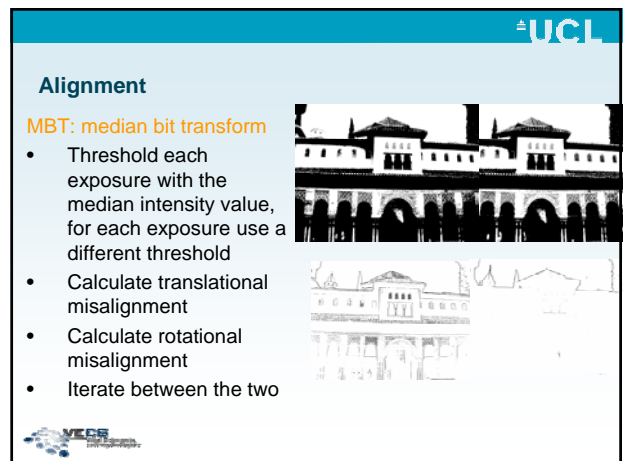 UCL
Alignment
MBT: median bit transform
• Threshold each
exposure with the
median intensity value,
for each exposure use a
different threshold
• Calculate translational
misalignment
• Calculate rotational
misalignment
• Iterate between the two
VECG